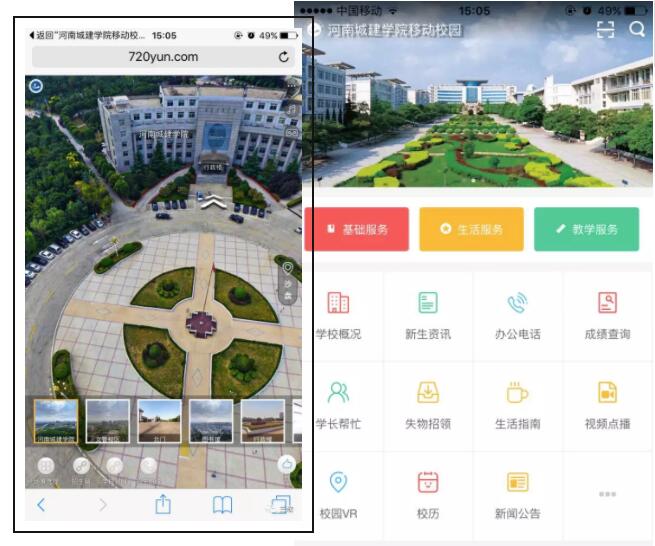 返回"河南城建学院移动校... 15:05 49%
720yun.com
河南城建学院
行政楼
沙盘
河南城建学院
北门
图书馆
行政楼
中国移动 15:05 49%
河南城建学院移动校园
基础服务 生活服务 教学服务
学校概况 新生资讯 办公电话 成绩查询
学长帮忙 失物招领 生活指南 视频点播
校园VR 校历 新闻公告